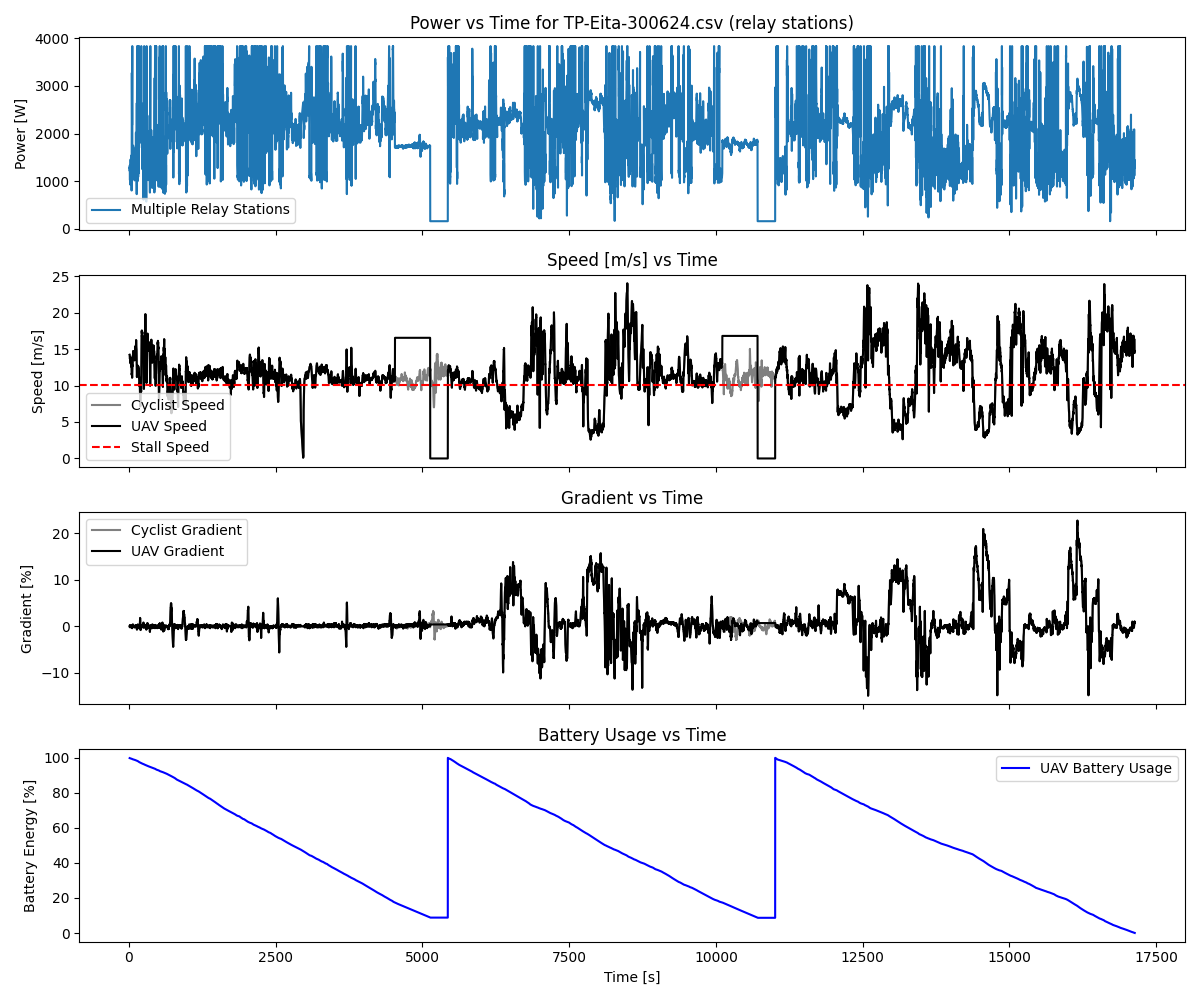 Power vs Time for TP-Eita-300624.csv (relay stations)
4000
3000
2000
1000
0
Power [W]
Multiple Relay Stations
Speed [m/s] vs Time
25
20
15
10
5
0
Speed [m/s]
Cyclist Speed
UAV Speed
Stall Speed
Gradient vs Time
20
10
0
−10
Gradient [%]
Cyclist Gradient
UAV Gradient
Battery Usage vs Time
100
80
60
40
20
0
Battery Energy [%]
UAV Battery Usage
0 2500 5000 7500 10000 12500 15000 17500
Time [s]